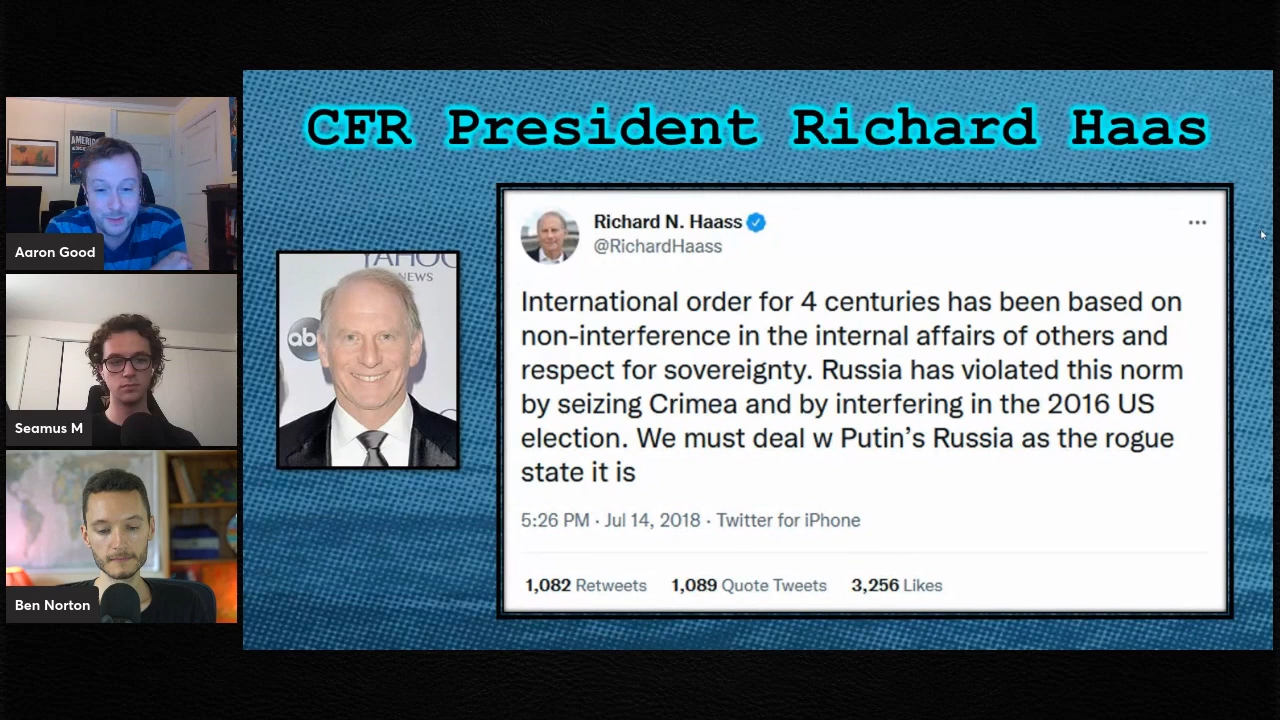 CFR President Richard Haas
AMERIC
Aaron Good
Seamus M
Ben Norton
YAHOO
NEWS
abc
Richard N. Haass
@RichardHaass
International order for 4 centuries has been based on
non-interference in the internal affairs of others and
respect for sovereignty. Russia has violated this norm
by seizing Crimea and by interfering in the 2016 US
election. We must deal w Putin’s Russia as the rogue
state it is
5:26 PM · Jul 14, 2018 · Twitter for iPhone
1,082 Retweets 1,089 Quote Tweets 3,256 Likes